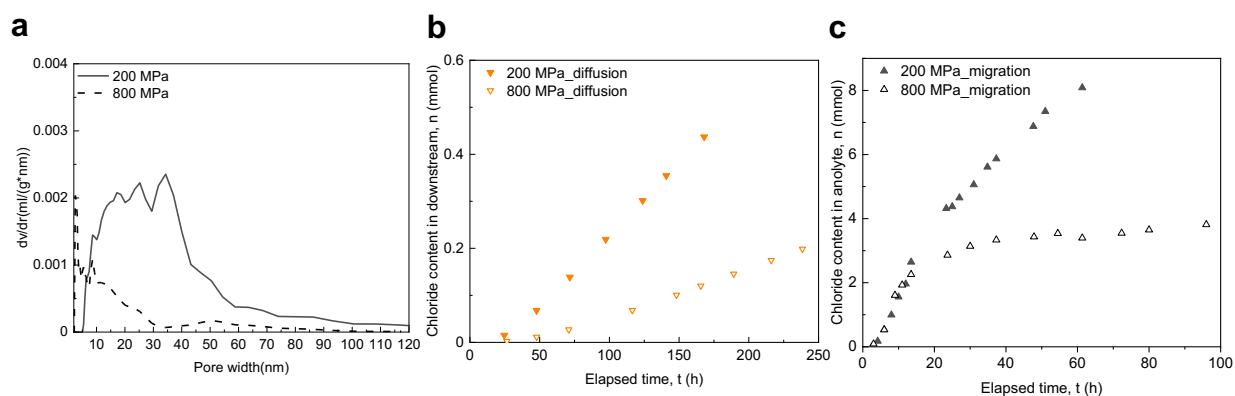 a
0.004
0.003
0.002
0.001
0
dv/dr(ml/(g*nm))
200 MPa
800 MPa
10 20 30 40 50 60 70 80 90 100 110 120
Pore width(nm)
b
0.6
0.4
0.2
0
Chloride content in downstream, n (mmol)
200 MPa_diffusion
800 MPa_diffusion
0 50 100 150 200 250
Elapsed time, t (h)
c
8
6
4
2
0
Chloride content in anolyte, n (mmol)
200 MPa_migration
800 MPa_migration
0 20 40 60 80 100
Elapsed time, t (h)